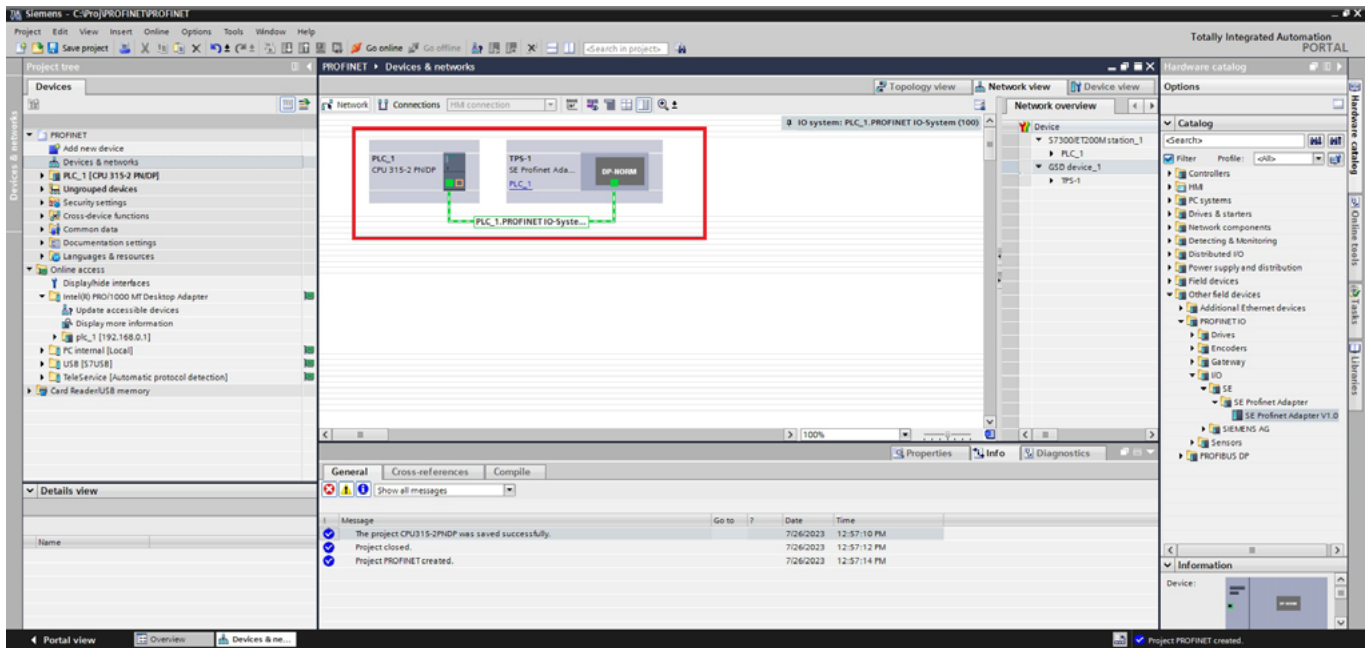 Siemens - C:\Proj\PROFINET\PROFINET
Project Edit View Insert Online Options Tools Window Help
Totally Integrated Automation
PORTAL
Save project
Go online
Go offline
<Search in project>
Project tree
Devices
PROFINET
Add new device
Devices & networks
PLC_1 [CPU 315-2 PN/DP]
Ungrouped devices
Security settings
Cross-device functions
Common data
Documentation settings
Languages & resources
Online access
Display/hide interfaces
Intel(R) PRO/1000 MT Desktop Adapter
Update accessible devices
Display more information
plc_1 [192.168.0.1]
PC internal [Local]
USB [S7USB]
TeleService [Automatic protocol detection]
Card Reader/USB memory
Details view
Name
Devices & networks
PROFINET ▸ Devices & networks
Topology view
Network view
Device view
Network
Connections
HMI connection
IO system: PLC_1.PROFINET IO-System (100)
PLC_1
CPU 315-2 PN/DP
TPS-1
SE Profinet Ada...
PLC_1
DP-NORM
PLC_1.PROFINET IO-Syste...
100%
Network overview
Device
S7300/ET200M station_1
PLC_1
GSD device_1
TPS-1
Properties
Info
Diagnostics
General
Cross-references
Compile
Show all messages
! Message Go to ? Date Time
The project CPU315-2PNDP was saved successfully. 7/26/2023 12:57:10 PM
Project closed. 7/26/2023 12:57:12 PM
Project PROFINET created. 7/26/2023 12:57:14 PM
Hardware catalog
Options
Catalog
<Search>
Filter Profile: <All>
Controllers
HMI
PC systems
Drives & starters
Network components
Detecting & Monitoring
Distributed I/O
Power supply and distribution
Field devices
Other field devices
Additional Ethernet devices
PROFINET IO
Drives
Encoders
Gateway
I/O
SE
SE Profinet Adapter
SE Profinet Adapter V1.0
SIEMENS AG
Sensors
PROFIBUS DP
Information
Device:
Hardware catalog
Online tools
Tasks
Libraries
Portal view
Overview
Devices & ne...
Project PROFINET created.